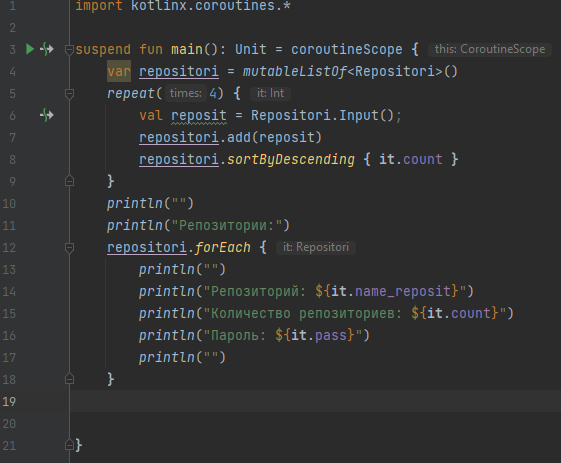 1 import kotlinx.coroutines.*
2
3 suspend fun main(): Unit = coroutineScope { this: CoroutineScope
4 var repositori = mutableListOf<Repositori>()
5 repeat( times: 4) { it: Int
6 val reposit = Repositori.Input();
7 repositori.add(reposit)
8 repositori.sortByDescending { it.count }
9 }
10 println("")
11 println("Репозитории:")
12 repositori.forEach { it: Repositori
13 println("")
14 println("Репозиторий: ${it.name_reposit}")
15 println("Количество репозиториев: ${it.count}")
16 println("Пароль: ${it.pass}")
17 println("")
18 }
19
20
21 }